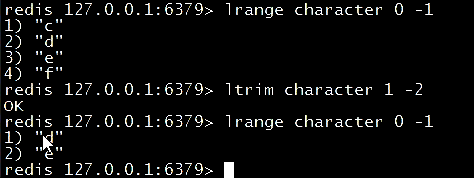 redis 127.0.0.1:6379> lrange character 0 -1
1) "c"
2) "d"
3) "e"
4) "f"
redis 127.0.0.1:6379> ltrim character 1 -2
OK
redis 127.0.0.1:6379> lrange character 0 -1
1) "d"
2) "e"
redis 127.0.0.1:6379>